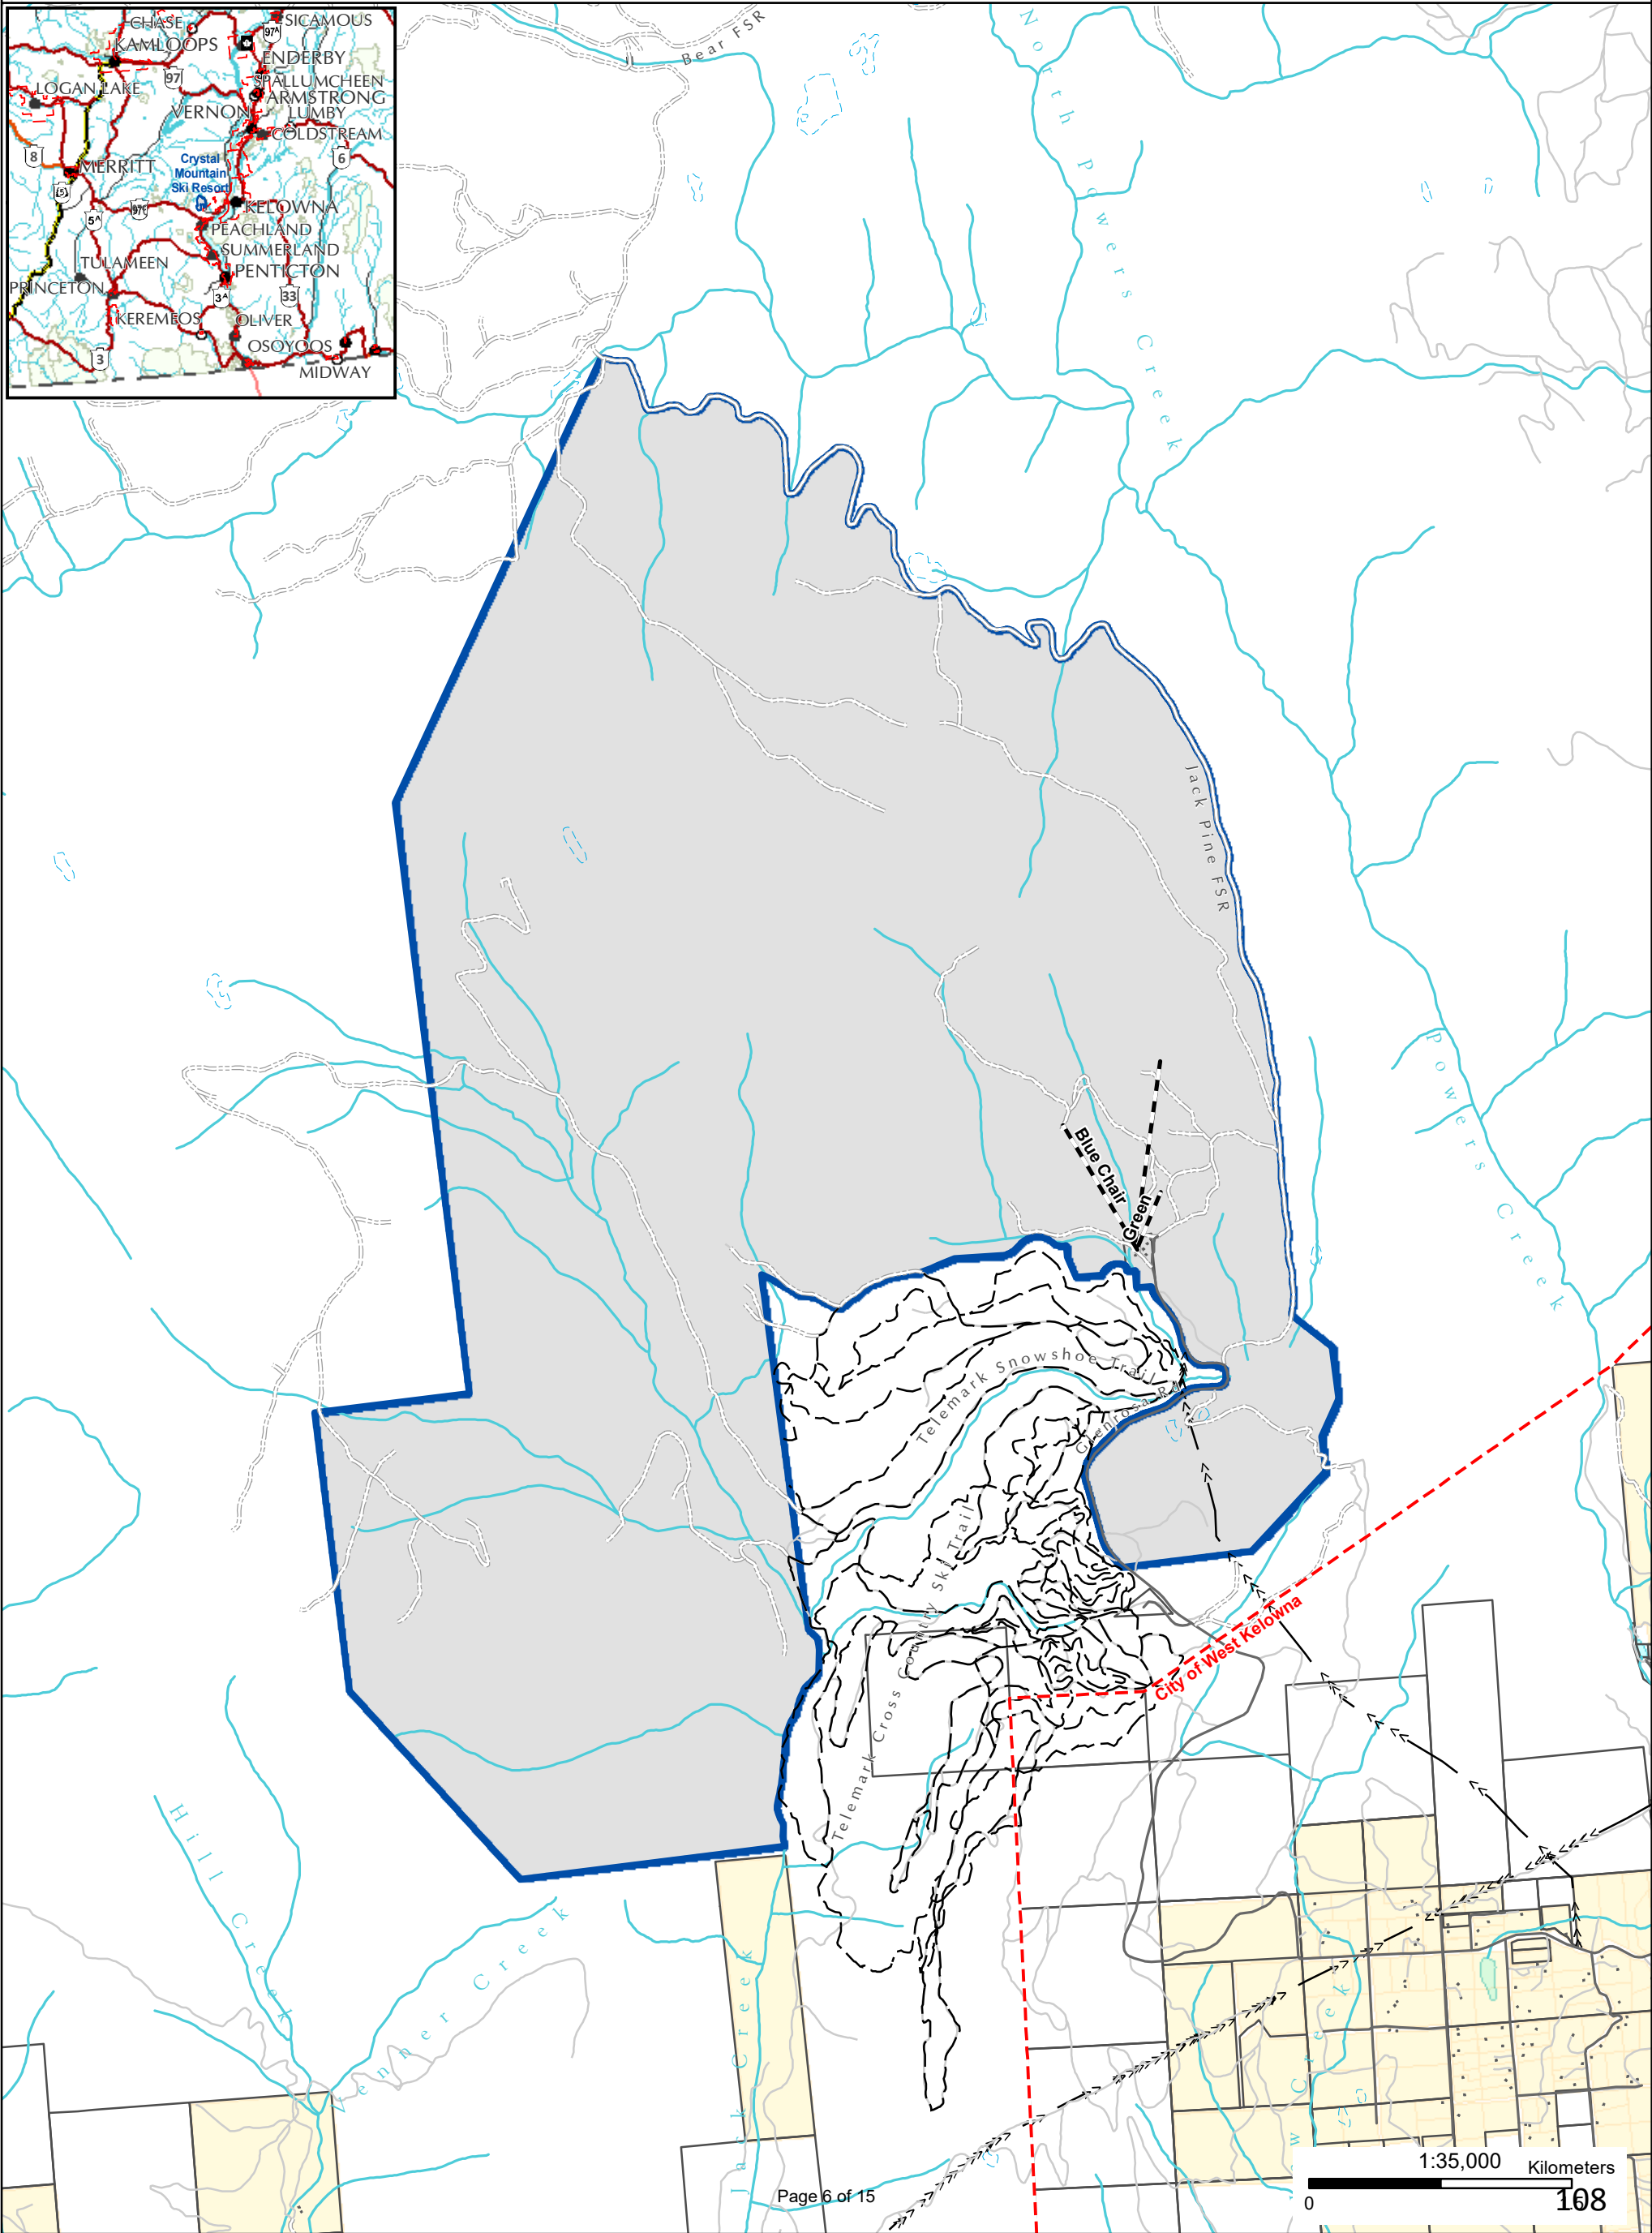 CHASE
SICAMOUS
97A
KAMLOOPS
ENDERBY
97
SPALLUMCHEEN
LOGAN LAKE
ARMSTRONG
VERNON
LUMBY
COLDSTREAM
8
6
MERRITT
Crystal
Mountain
Ski Resort
5
97C
KELOWNA
5A
PEACHLAND
SUMMERLAND
TULAMEEN
PENTICTON
PRINCETON
3A
33
KEREMEOS
OLIVER
OSOYOOS
3
MIDWAY
Bear FSR
North Powers Creek
Jack Pine FSR
Powers Creek
Blue Chair
Green
Telemark Snowshoe Trail
Glenrosa Rd
Telemark Cross Country Ski Trail
City of West Kelowna
Hill Creek
Jack Creek
1:35,000
Kilometers
0
Page 6 of 15
108